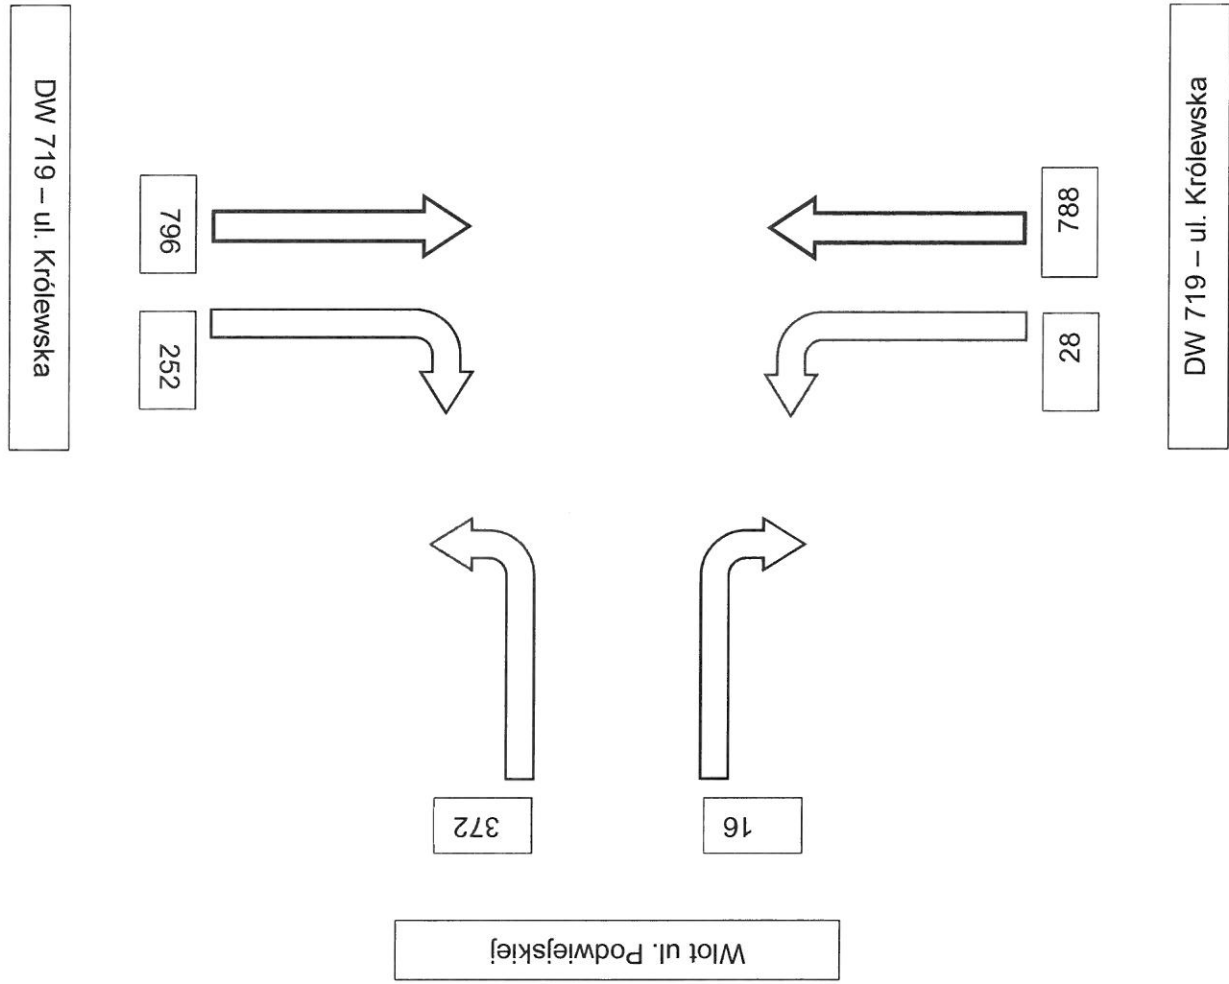 DW 719 – ul. Królewska
796
252
DW 719 – ul. Królewska
788
28
372
16
Wlot ul. Podwiejskiej